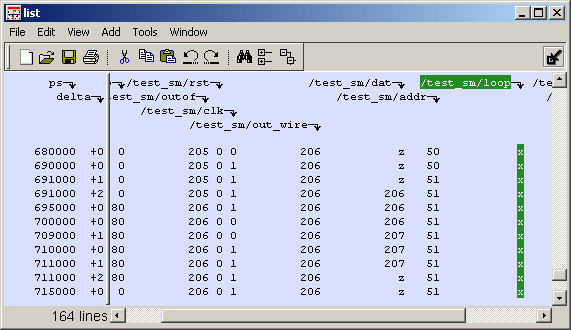 list
File Edit View Add Tools Window
ps /test_sm/rst /test_sm/dat /test_sm/loop
delta test_sm/outof /test_sm/addr
/test_sm/clk
/test_sm/out_wire
680000 +0 0 205 0 0 206 z 50 x
690000 +0 0 205 0 1 206 z 50 x
691000 +1 0 205 0 1 206 z 51 x
691000 +2 0 205 0 1 206 206 51 x
695000 +0 80 206 0 0 206 206 51 x
700000 +0 80 206 0 0 206 206 51 x
709000 +1 80 206 0 1 206 207 51 x
710000 +0 80 206 0 1 206 207 51 x
711000 +1 80 206 0 1 206 207 51 x
711000 +2 80 206 0 1 206 z 51 x
715000 +0 0 206 0 1 206 z 51 x
164 lines